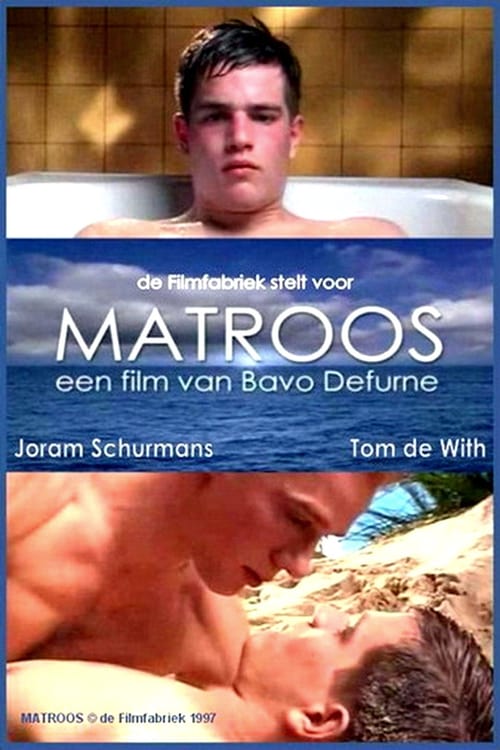 de Filmfabriek stelt voor
MATROOS
een film van Bavo Defurne
Joram Schurmans Tom de With
MATROOS © de Filmfabriek 1997